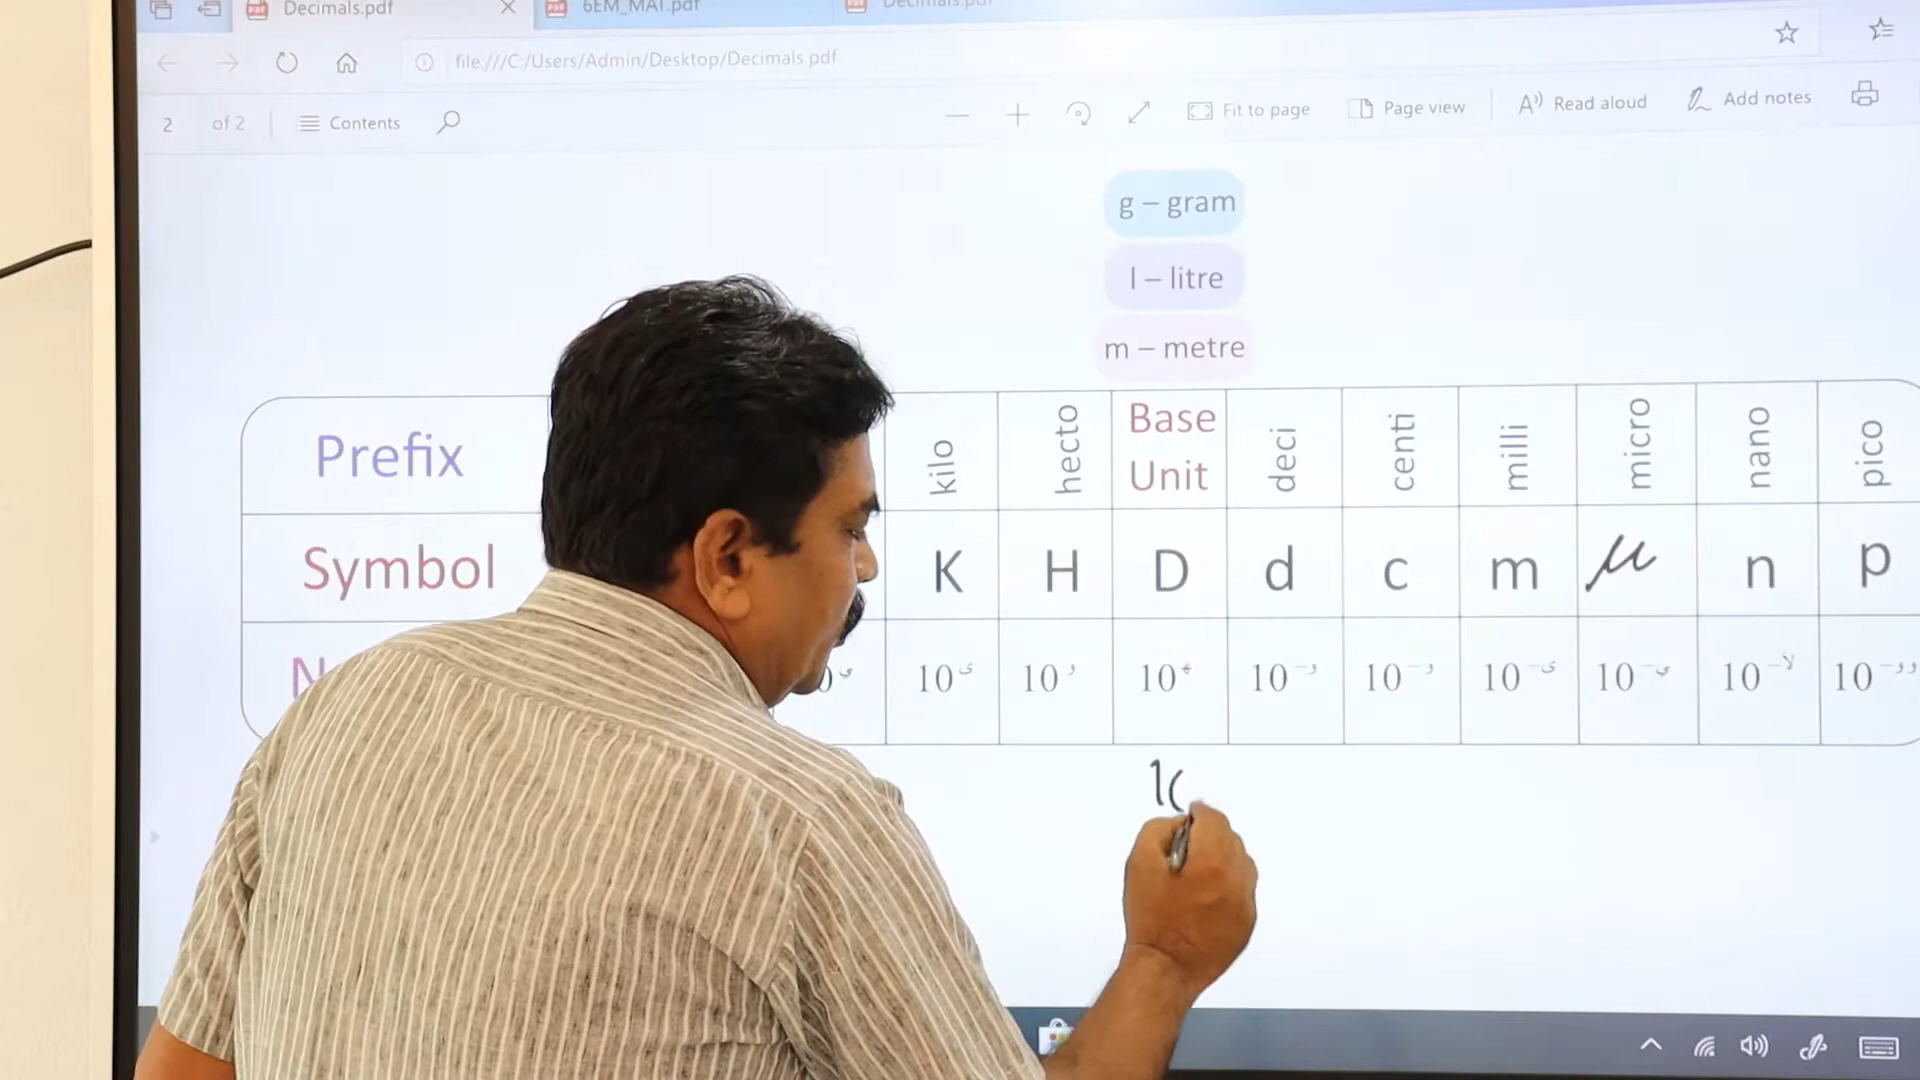 Decimals.pdf 6EM_MAT.pdf Decimals.pdf
file:///C:/Users/Admin/Desktop/Decimals.pdf
2 of 2 Contents Fit to page Page view Read aloud Add notes
g – gram
l – litre
m – metre
Prefix kilo hecto Base Unit deci centi milli micro nano pico
Symbol K H D d c m μ n p
10 10 10 10⁻ 10⁻ 10⁻ 10⁻ 10⁻ 10⁻